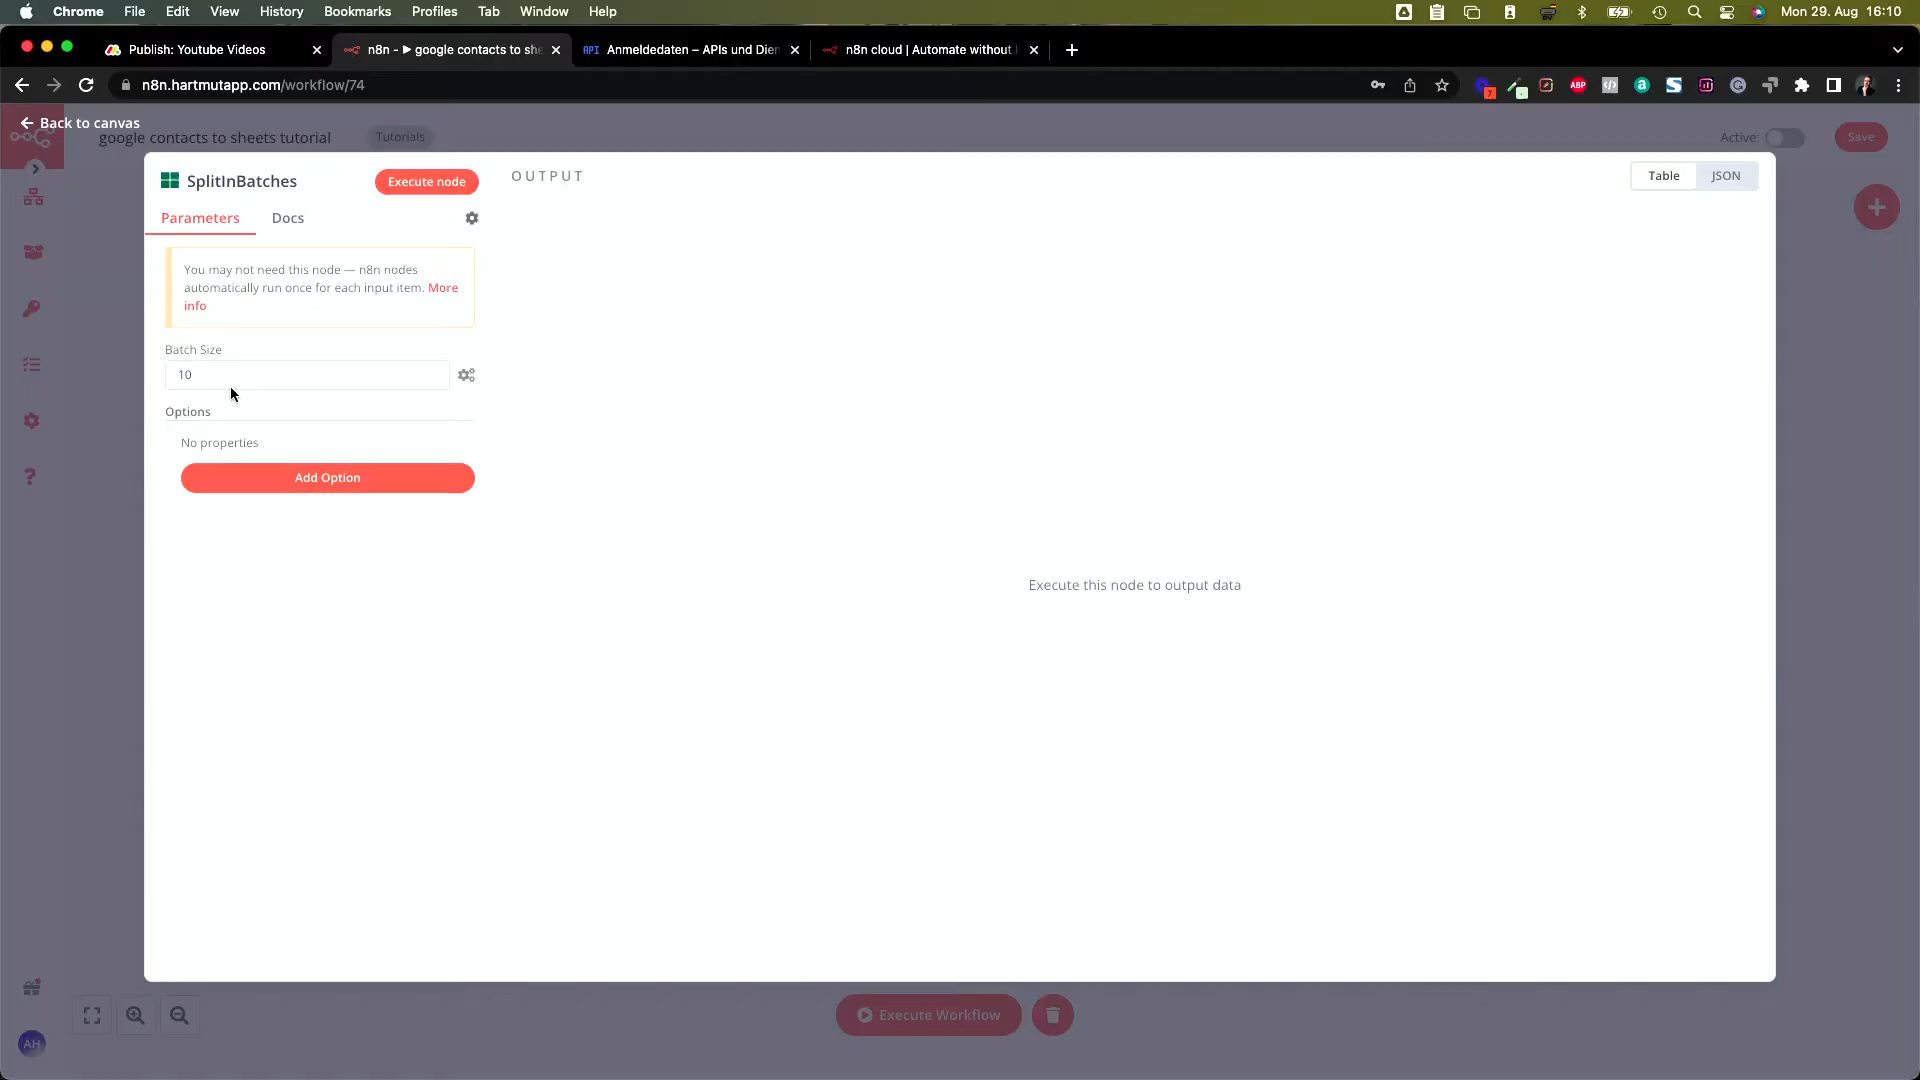 Chrome File Edit View History Bookmarks Profiles Tab Window Help Mon 29. Aug 16:10
Publish: Youtube Videos n8n - ▶ google contacts to she API Anmeldedaten – APIs und Dien n8n cloud | Automate without
n8n.hartmutapp.com/workflow/74
7 ABP a S
Back to canvas
google contacts to sheets tutorial Tutorials Active: Save
SplitInBatches Execute node OUTPUT Table JSON
Parameters Docs
You may not need this node — n8n nodes
automatically run once for each input item. More
info
Batch Size
10
Options
No properties
Add Option
Execute this node to output data
AH
Execute Workflow